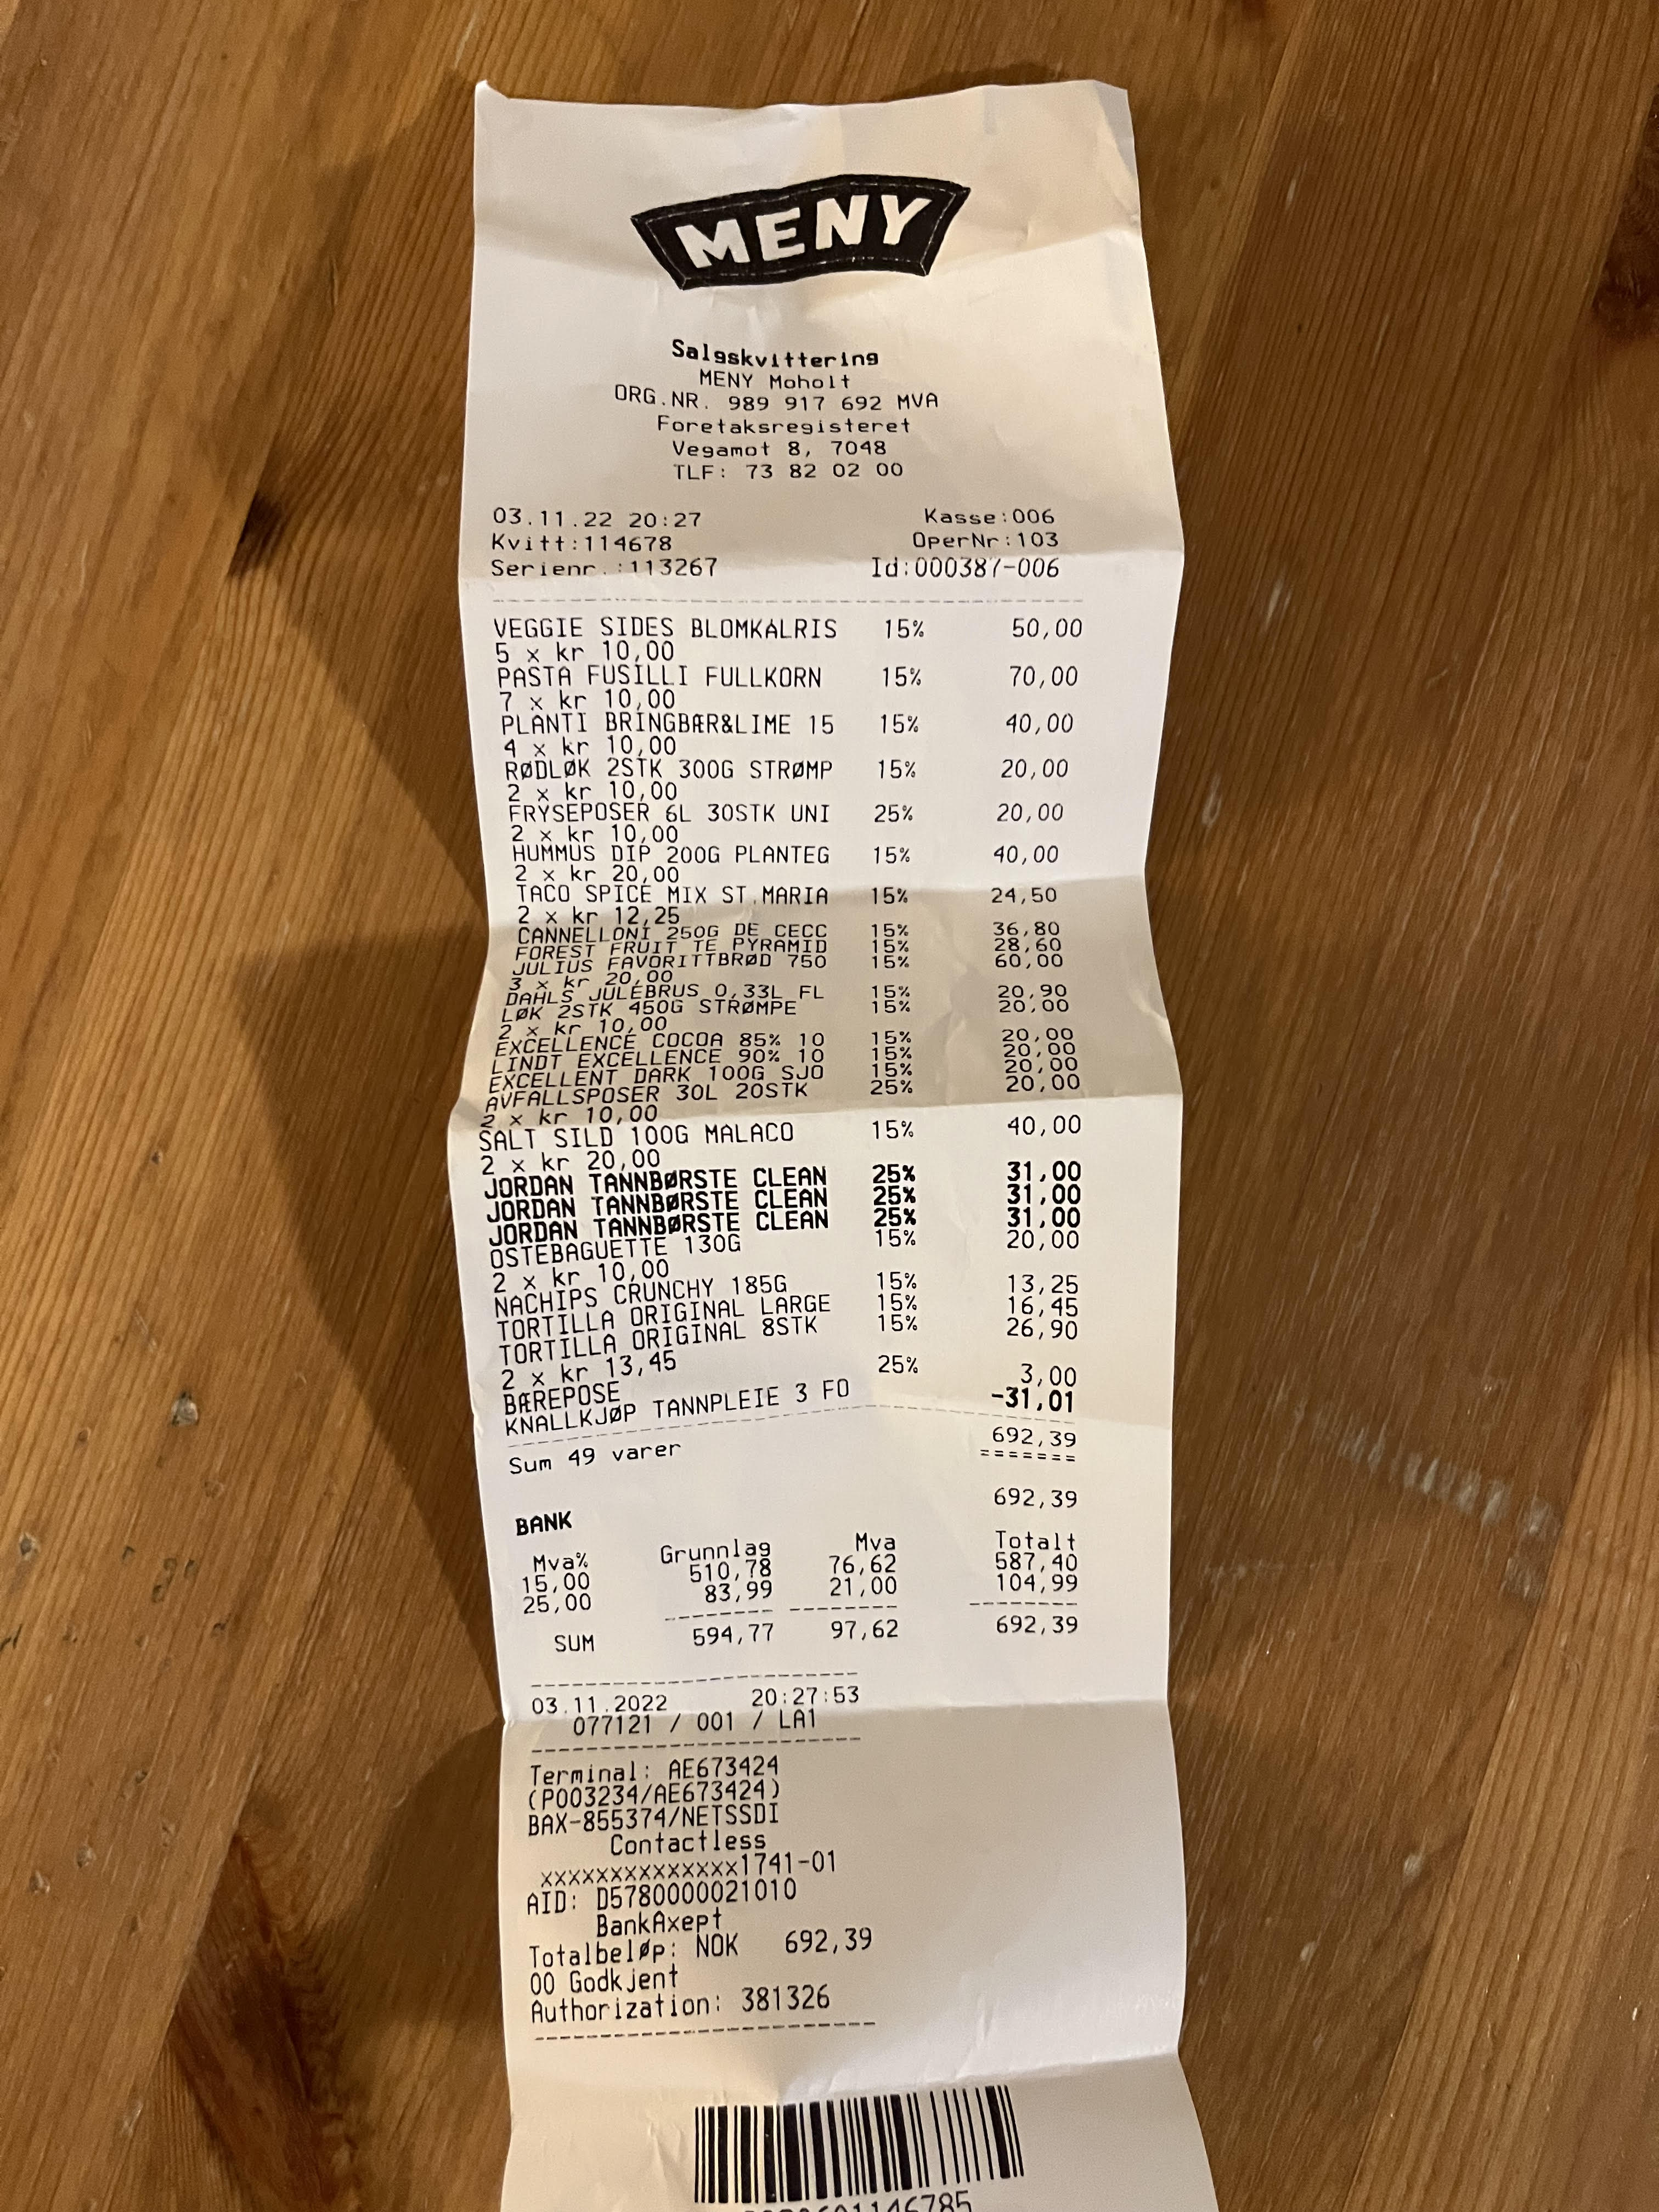 MENY
Salgskvittering
MENY Moholt
ORG.NR. 989 917 692 MVA
Foretaksregisteret
Vegamot 8, 7048
TLF: 73 82 02 00
03.11.22 20:27 Kasse:006
Kvitt:114678 OperNr:103
Serienr.:113267 Id:000387-006
VEGGIE SIDES BLOMKÅLRIS 15% 50,00
5 x kr 10,00
PASTA FUSILLI FULLKORN 15% 70,00
7 x kr 10,00
PLANTI BRINGBÆR&LIME 15 15% 40,00
4 x kr 10,00
RØDLØK 2STK 300G STRØMP 15% 20,00
2 x kr 10,00
FRYSEPOSER 6L 30STK UNI 25% 20,00
2 x kr 10,00
HUMMUS DIP 200G PLANTEG 15% 40,00
2 x kr 20,00
TACO SPICE MIX ST.MARIA 15% 24,50
2 x kr 12,25
CANNELLONI 250G DE CECC 15% 36,80
FOREST FRUIT TE PYRAMID 15% 28,60
JULIUS FAVORITTBRØD 750 15% 60,00
3 x kr 20,00
DAHLS JULEBRUS 0,33L FL 15% 20,90
LØK 2STK 450G STRØMPE 15% 20,00
2 x kr 10,00
EXCELLENCE COCOA 85% 10 15% 20,00
LINDT EXCELLENCE 90% 10 15% 20,00
EXCELLENT DARK 100G SJO 15% 20,00
AVFALLSPOSER 30L 20STK 25% 20,00
2 x kr 10,00
SALT SILD 100G MALACO 15% 40,00
2 x kr 20,00
JORDAN TANNBØRSTE CLEAN 25% 31,00
JORDAN TANNBØRSTE CLEAN 25% 31,00
JORDAN TANNBØRSTE CLEAN 25% 31,00
OSTEBAGUETTE 130G 15% 20,00
2 x kr 10,00
NACHIPS CRUNCHY 185G 15% 13,25
TORTILLA ORIGINAL LARGE 15% 16,45
TORTILLA ORIGINAL 8STK 15% 26,90
2 x kr 13,45
BÆREPOSE 25% 3,00
KNALLKJØP TANNPLEIE 3 FO -31,01
Sum 49 varer 692,39
=======
BANK 692,39
Mva% Grunnlag Mva Totalt
15,00 510,78 76,62 587,40
25,00 83,99 21,00 104,99
SUM 594,77 97,62 692,39
03.11.2022 20:27:53
077121 / 001 / LA1
Terminal: AE673424
(P003234/AE673424)
BAX-855374/NETSSDI
Contactless
xxxxxxxxxxxxxx1741-01
AID: D5780000021010
BankAxept
Totalbeløp: NOK 692,39
00 Godkjent
Authorization: 381326